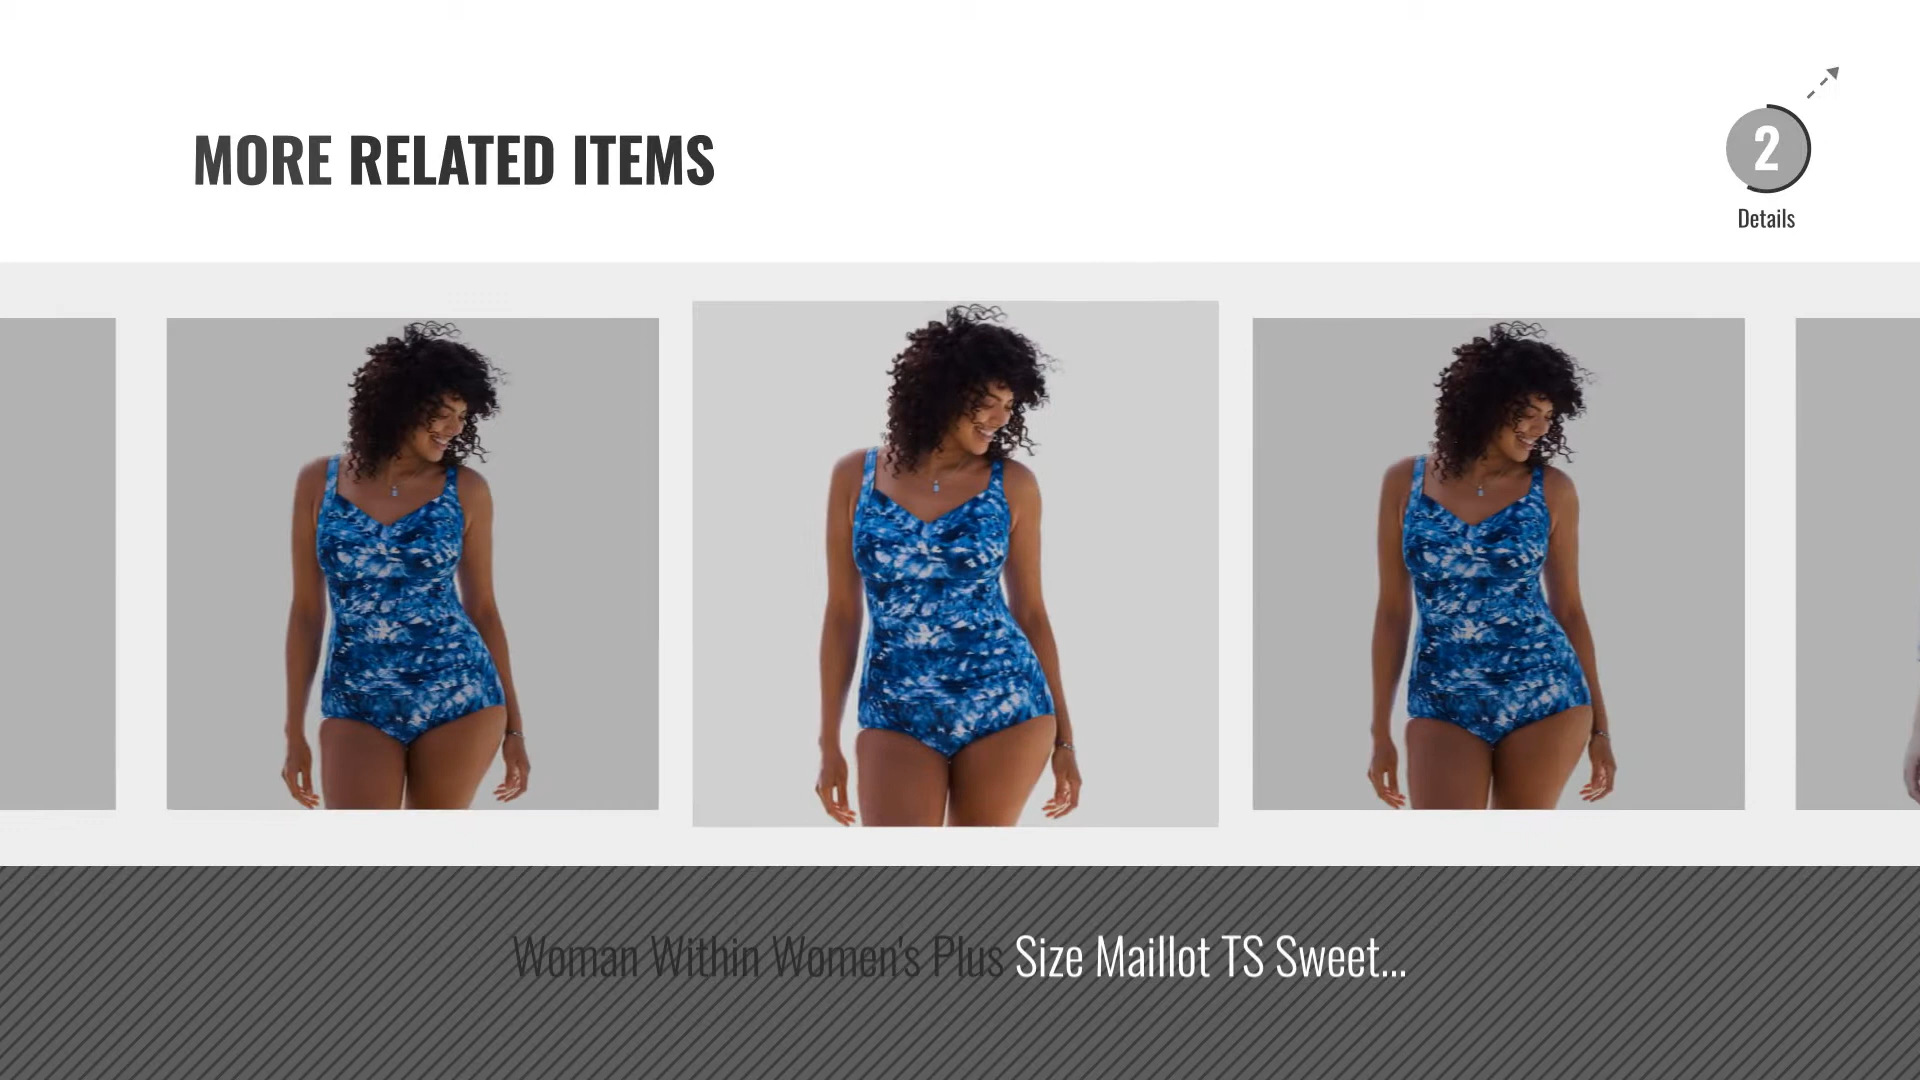 MORE RELATED ITEMS
2
Details
Woman Within Women's Plus Size Maillot TS Sweet...